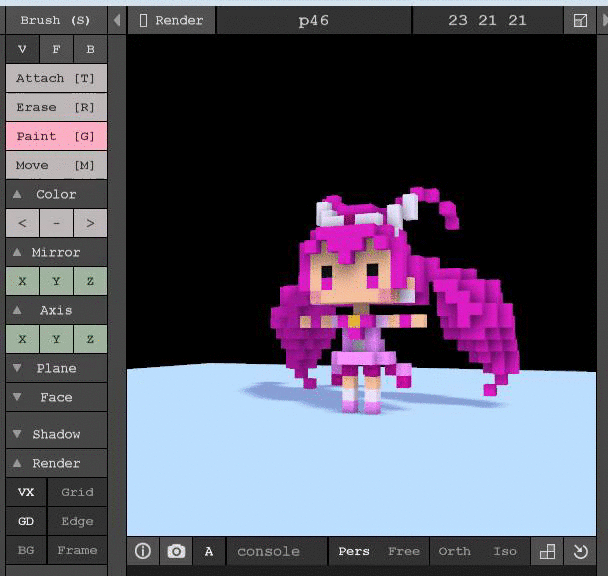 Brush (S)
Render
p46
23 21 21
V F B
Attach [T]
Erase [R]
Paint [G]
Move [M]
Color
< - >
Mirror
X Y Z
Axis
X Y Z
Plane
Face
Shadow
Render
VX Grid
GD Edge
BG Frame
A console Pers Free Orth Iso